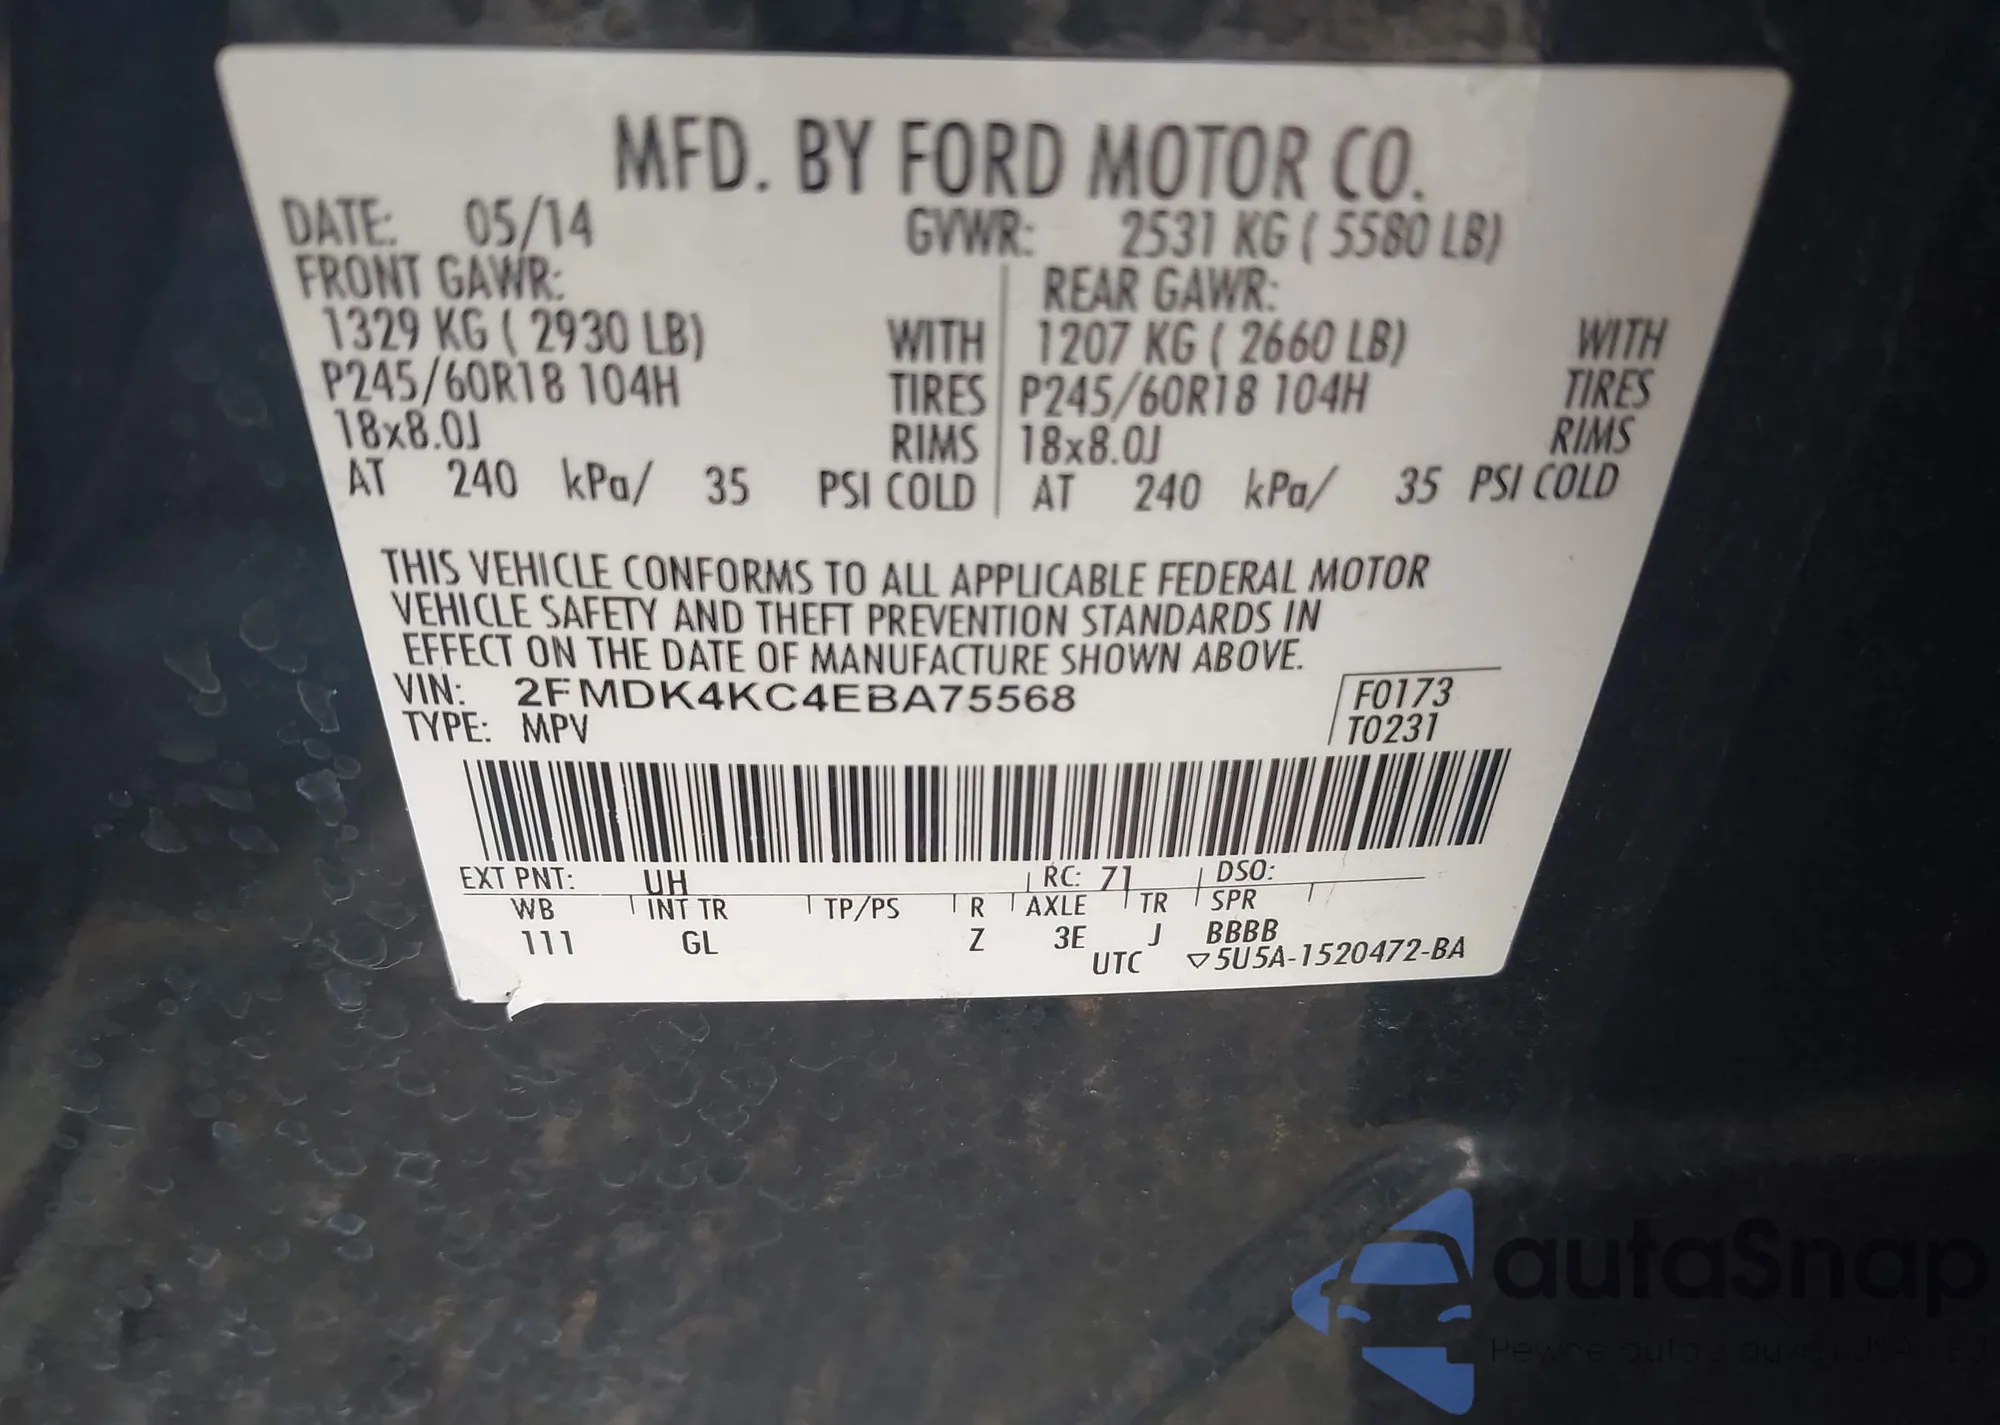 MFD. BY FORD MOTOR CO.
DATE: 05/14 GVWR: 2531 KG ( 5580 LB)
FRONT GAWR: REAR GAWR:
1329 KG ( 2930 LB) WITH 1207 KG ( 2660 LB) WITH
P245/60R18 104H TIRES P245/60R18 104H TIRES
18x8.0J RIMS 18x8.0J RIMS
AT 240 kPa/ 35 PSI COLD AT 240 kPa/ 35 PSI COLD
THIS VEHICLE CONFORMS TO ALL APPLICABLE FEDERAL MOTOR
VEHICLE SAFETY AND THEFT PREVENTION STANDARDS IN
EFFECT ON THE DATE OF MANUFACTURE SHOWN ABOVE.
VIN: 2FMDK4KC4EBA75568 F0173
TYPE: MPV T0231
EXT PNT: UH RC: 71 DSO:
WB INT TR TP/PS R AXLE TR SPR
111 GL Z 3E J BBBB
UTC ▽5U5A-1520472-BA
autaSnap